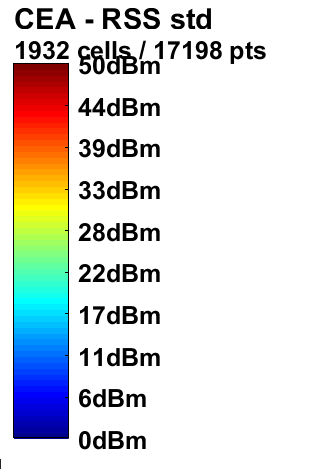 CEA - RSS std
1932 cells / 17198 pts
50dBm
44dBm
39dBm
33dBm
28dBm
22dBm
17dBm
11dBm
6dBm
0dBm